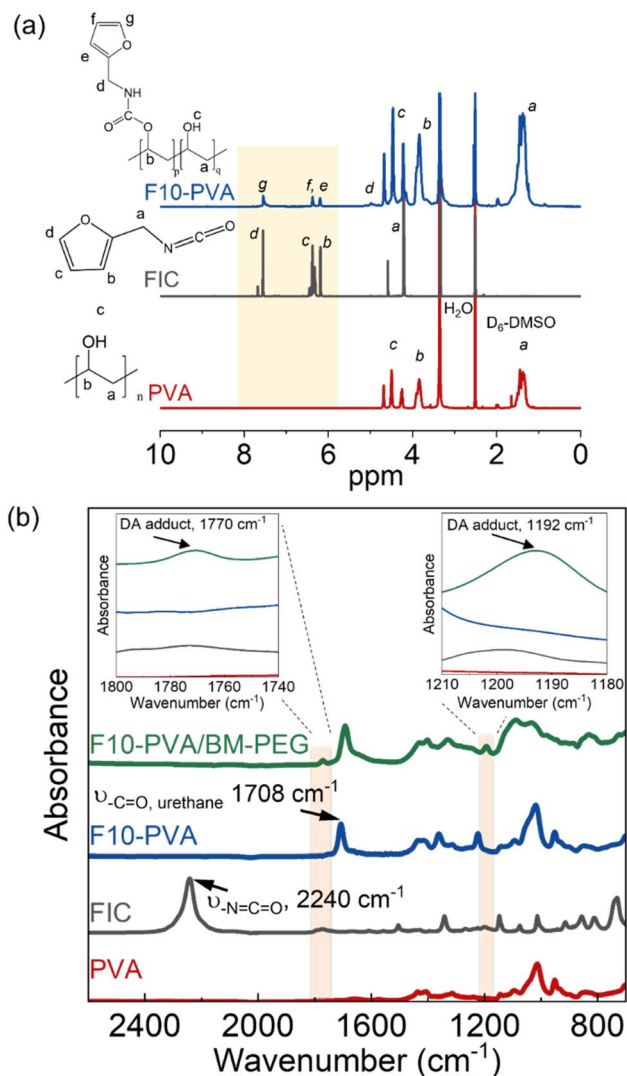 (a)
f
g
e
O
d
NH
c
O
O
OH
b
p
a
q
F10-PVA
g
f, e
d
c
b
a
a
d
O
N
C
O
c
b
FIC
d
c
b
a
H2O
D6-DMSO
c
OH
b
a
n
PVA
c
b
a
10
8
6
4
2
0
ppm
(b)
DA adduct, 1770 cm-1
Absorbance
1800
1780
1760
1740
Wavenumber (cm-1)
DA adduct, 1192 cm-1
Absorbance
1210
1200
1190
1180
Wavenumber (cm-1)
Absorbance
F10-PVA/BM-PEG
υ-C=O, urethane 1708 cm-1
F10-PVA
υ-N=C=O, 2240 cm-1
FIC
PVA
2400
2000
1600
1200
800
Wavenumber (cm-1)